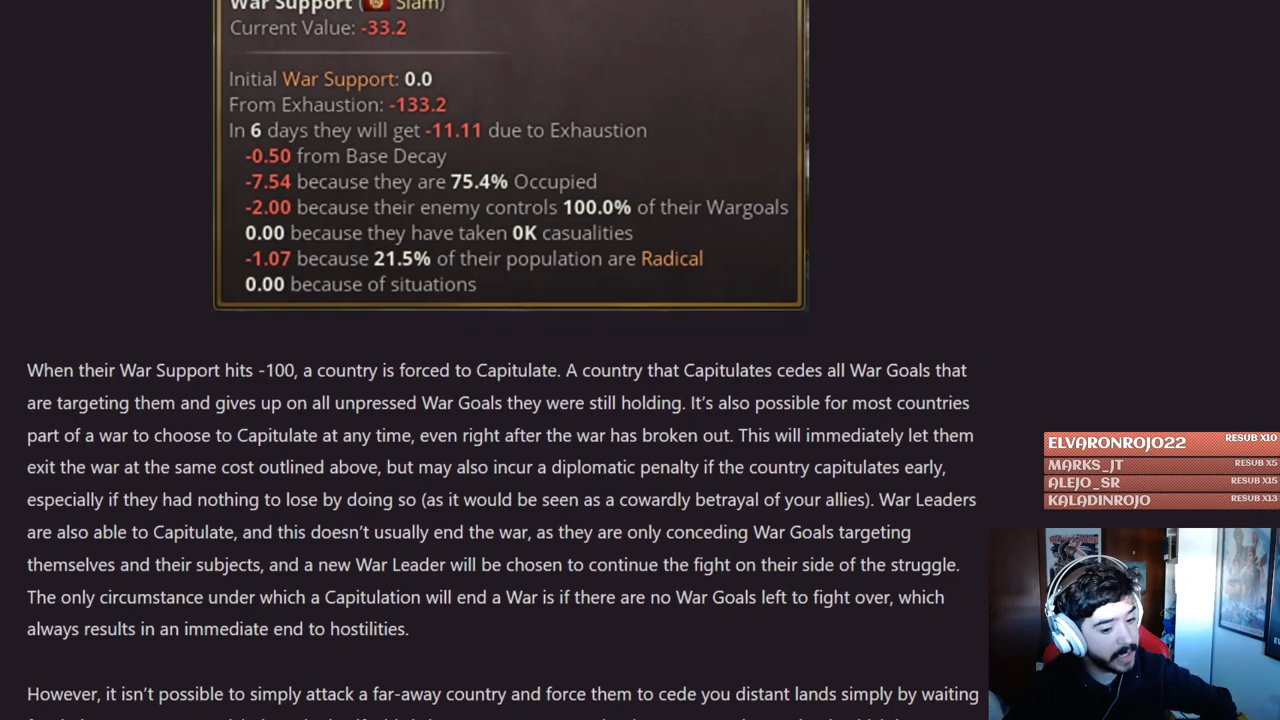 War Support ( Siam)
Current Value: -33.2
Initial War Support: 0.0
From Exhaustion: -133.2
In 6 days they will get -11.11 due to Exhaustion
-0.50 from Base Decay
-7.54 because they are 75.4% Occupied
-2.00 because their enemy controls 100.0% of their Wargoals
0.00 because they have taken 0K casualities
-1.07 because 21.5% of their population are Radical
0.00 because of situations
When their War Support hits -100, a country is forced to Capitulate. A country that Capitulates cedes all War Goals that
are targeting them and gives up on all unpressed War Goals they were still holding. It’s also possible for most countries
part of a war to choose to Capitulate at any time, even right after the war has broken out. This will immediately let them
exit the war at the same cost outlined above, but may also incur a diplomatic penalty if the country capitulates early,
especially if they had nothing to lose by doing so (as it would be seen as a cowardly betrayal of your allies). War Leaders
are also able to Capitulate, and this doesn’t usually end the war, as they are only conceding War Goals targeting
themselves and their subjects, and a new War Leader will be chosen to continue the fight on their side of the struggle.
The only circumstance under which a Capitulation will end a War is if there are no War Goals left to fight over, which
always results in an immediate end to hostilities.
However, it isn’t possible to simply attack a far-away country and force them to cede you distant lands simply by waiting
ELVARONROJO22 RESUB X10
MARKS_JT RESUB X5
ALEJO_SR RESUB X15
KALADINROJO RESUB X13